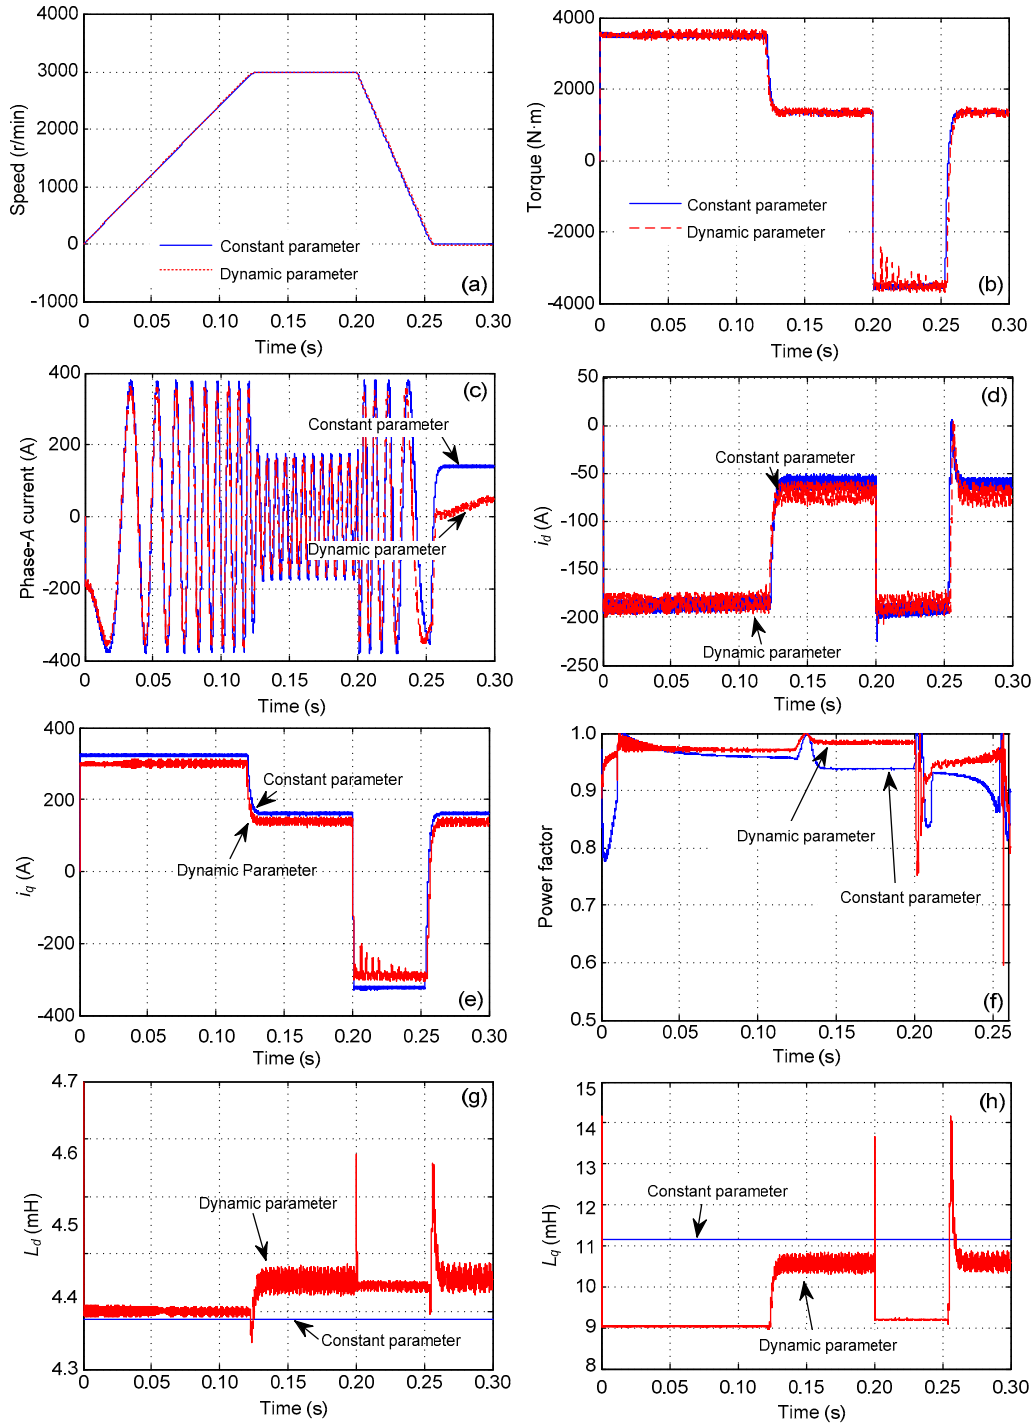 4000
3000
2000
1000
0
-1000
Speed (r/min)
Constant parameter
Dynamic parameter
(a)
0 0.05 0.10 0.15 0.20 0.25 0.30
Time (s)
4000
2000
0
-2000
-4000
Torque (N·m)
Constant parameter
Dynamic parameter
(b)
0 0.05 0.10 0.15 0.20 0.25 0.30
Time (s)
400
200
0
-200
-400
Phase-A current (A)
(c)
Constant parameter
Dynamic parameter
0 0.05 0.10 0.15 0.20 0.25 0.30
Time (s)
50
0
-50
-100
-150
-200
-250
i_d (A)
(d)
Constant parameter
Dynamic parameter
0 0.05 0.10 0.15 0.20 0.25 0.30
Time (s)
400
200
0
-200
-400
i_q (A)
Constant parameter
Dynamic Parameter
(e)
0 0.05 0.10 0.15 0.20 0.25 0.30
Time (s)
1.0
0.9
0.8
0.7
0.6
0.5
Power factor
Dynamic parameter
Constant parameter
(f)
0 0.05 0.10 0.15 0.20 0.25
Time (s)
4.7
4.6
4.5
4.4
4.3
L_d (mH)
(g)
Dynamic parameter
Constant parameter
0 0.05 0.10 0.15 0.20 0.25 0.30
Time (s)
15
14
13
12
11
10
9
8
L_q (mH)
(h)
Constant parameter
Dynamic parameter
0 0.05 0.10 0.15 0.20 0.25 0.30
Time (s)